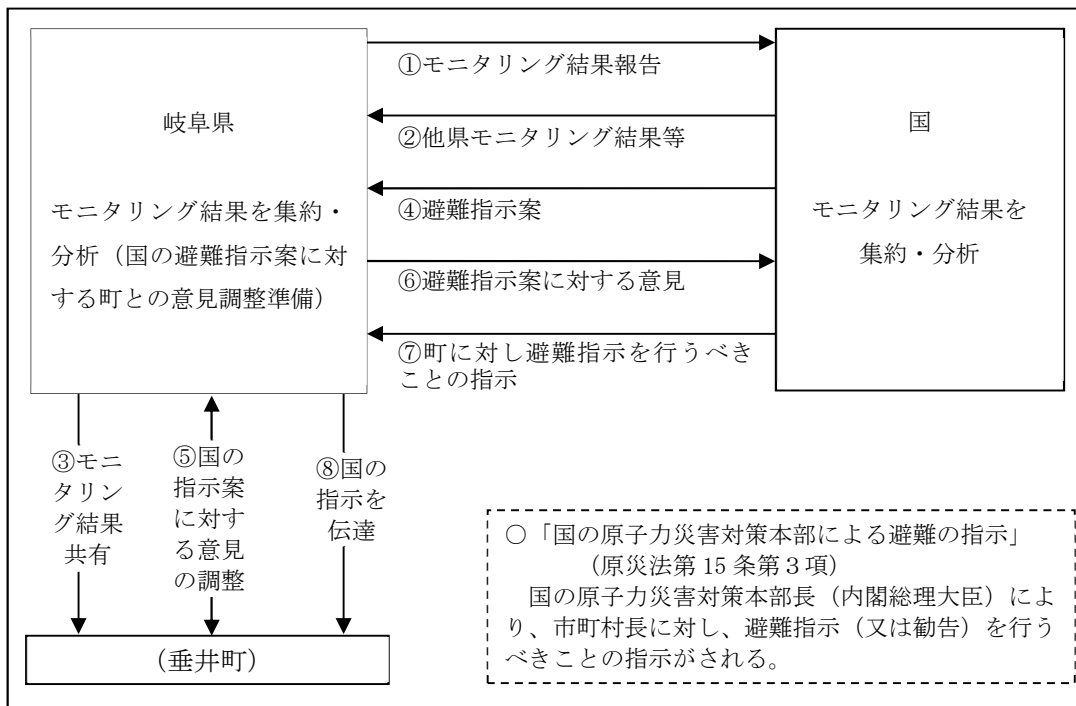 岐阜県
モニタリング結果を集約・
分析（国の避難指示案に対
する町との意見調整準備）
①モニタリング結果報告
②他県モニタリング結果等
④避難指示案
⑥避難指示案に対する意見
⑦町に対し避難指示を行うべき
ことの指示
国
モニタリング結果を
集約・分析
③モニ
タリン
グ結果
共有
⑤国の
指示案
に対す
る意見
の調整
⑧国の
指示を
伝達
（垂井町）
○「国の原子力災害対策本部による避難の指示」
（原災法第 15 条第３項）
国の原子力災害対策本部長（内閣総理大臣）によ
り、市町村長に対し、避難指示（又は勧告）を行う
べきことの指示がされる。